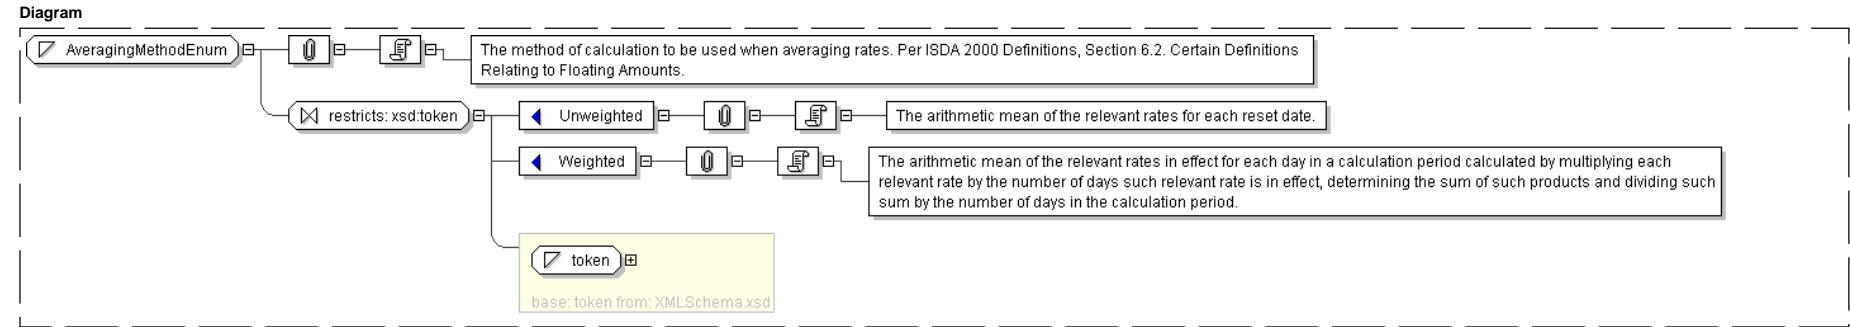 Diagram
AveragingMethodEnum
The method of calculation to be used when averaging rates. Per ISDA 2000 Definitions, Section 6.2. Certain Definitions
Relating to Floating Amounts.
restricts: xsd:token
Unweighted
The arithmetic mean of the relevant rates for each reset date.
Weighted
The arithmetic mean of the relevant rates in effect for each day in a calculation period calculated by multiplying each
relevant rate by the number of days such relevant rate is in effect, determining the sum of such products and dividing such
sum by the number of days in the calculation period.
token
base: token from: XMLSchema.xsd